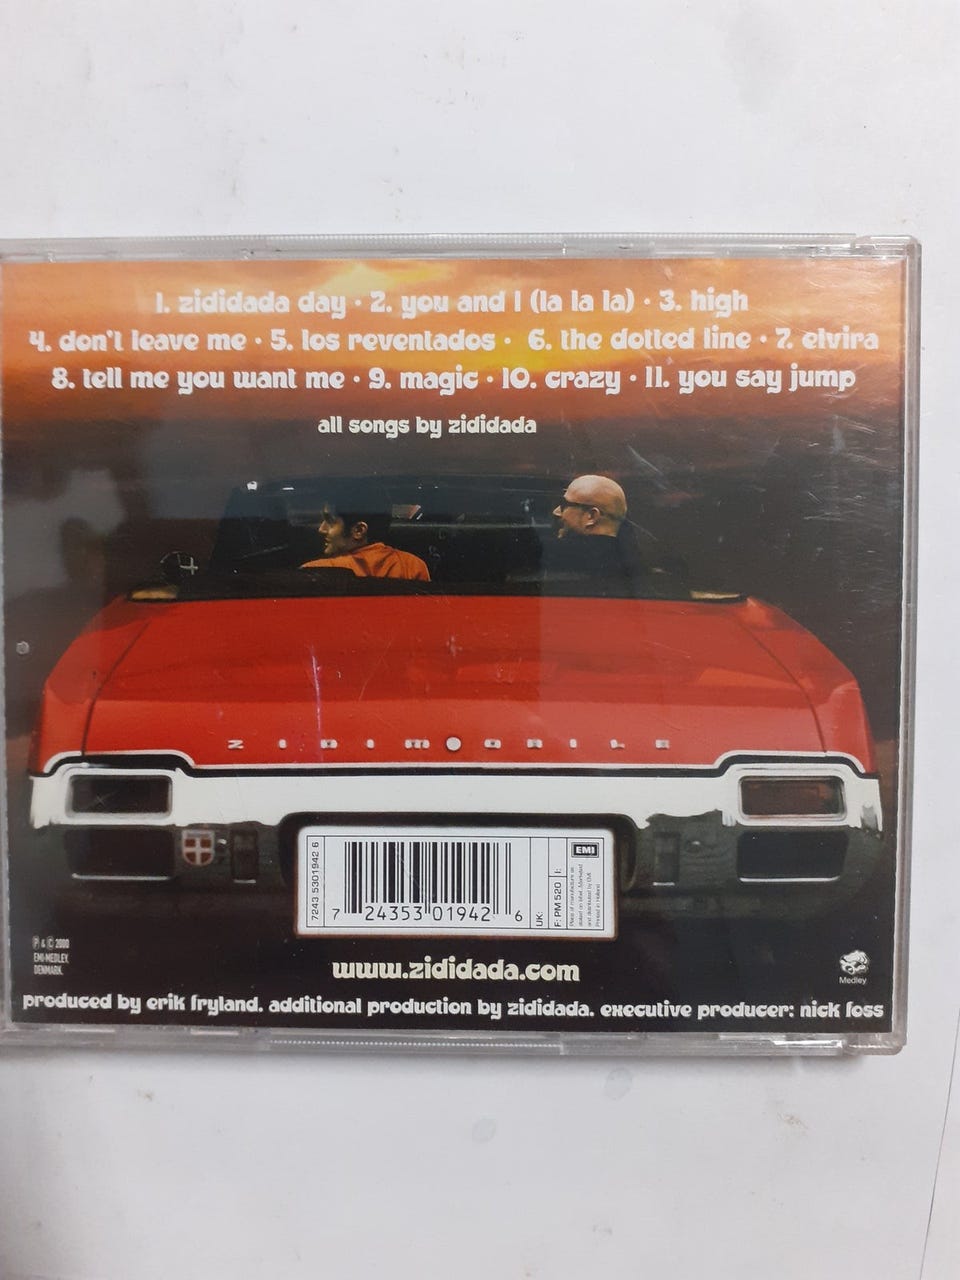 1. zididada day · 2. you and I (la la la) · 3. high
4. don't leave me · 5. los reventados · 6. the dotted line · 7. elvira
8. tell me you want me · 9. magic · 10. crazy · 11. you say jump
all songs by zididada
ZIDIMOBILE
7243 5301942 6
7 24353 01942 6
UK:
F: PM 520 I:
EMI
Printed in Holland
℗ & © 2000
EMI-MEDLEY
DENMARK.
www.zididada.com
Medley
produced by erik fryland. additional production by zididada. executive producer: nick foss